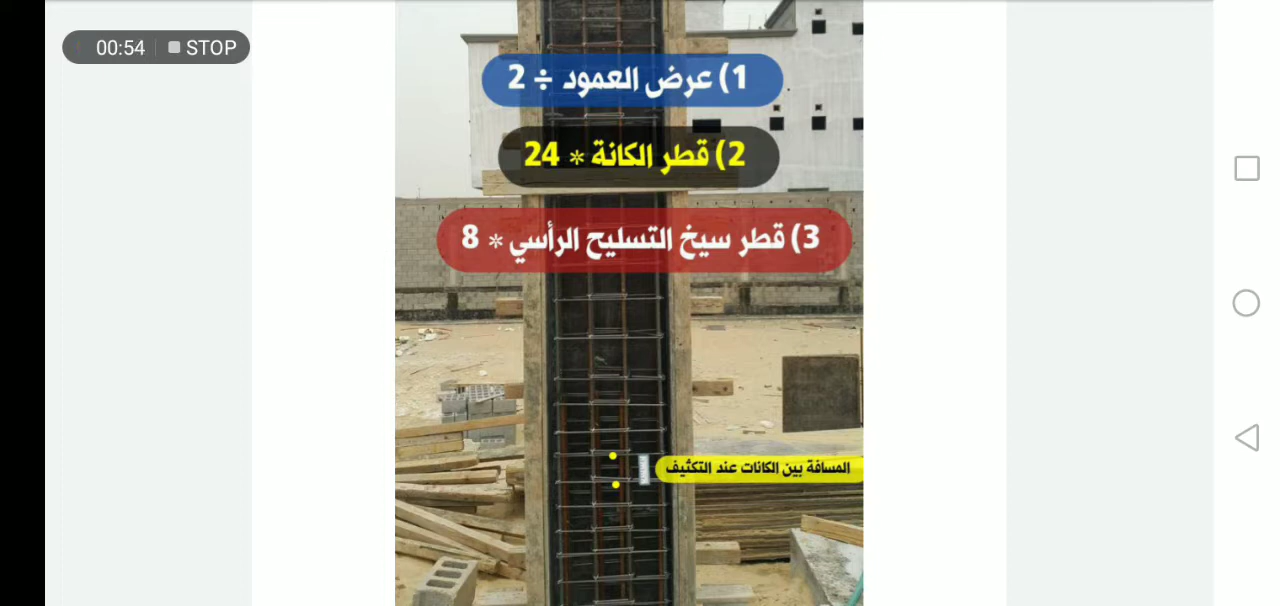 00:54 STOP
1) عرض العمود ÷ 2
2) قطر الكانة * 24
3) قطر سيخ التسليح الرأسي * 8
المسافة بين الكانات عند التكثيف